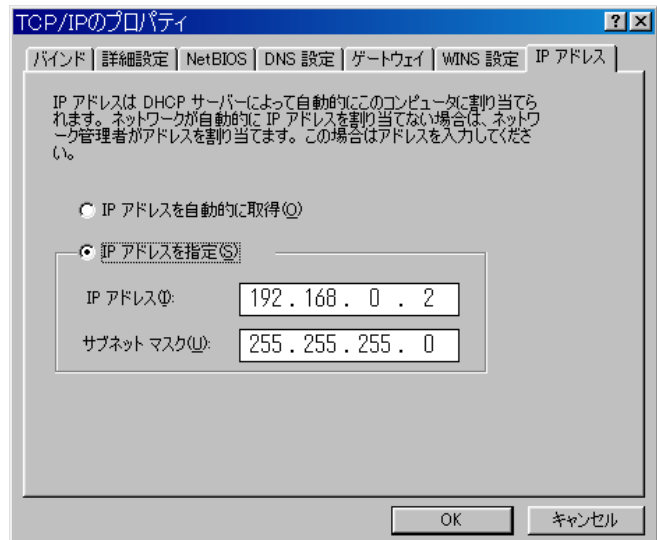 TCP/IPのプロパティ
バインド 詳細設定 NetBIOS DNS 設定 ゲートウェイ WINS 設定 IP アドレス
IP アドレスは DHCP サーバーによって自動的にこのコンピュータに割り当てら
れます。ネットワークが自動的に IP アドレスを割り当てない場合は、ネットワ
ーク管理者がアドレスを割り当てます。この場合はアドレスを入力してくださ
い。
IP アドレスを自動的に取得(O)
IP アドレスを指定(S)
IP アドレス(I): 192 . 168 . 0 . 2
サブネット マスク(U): 255 . 255 . 255 . 0
OK キャンセル